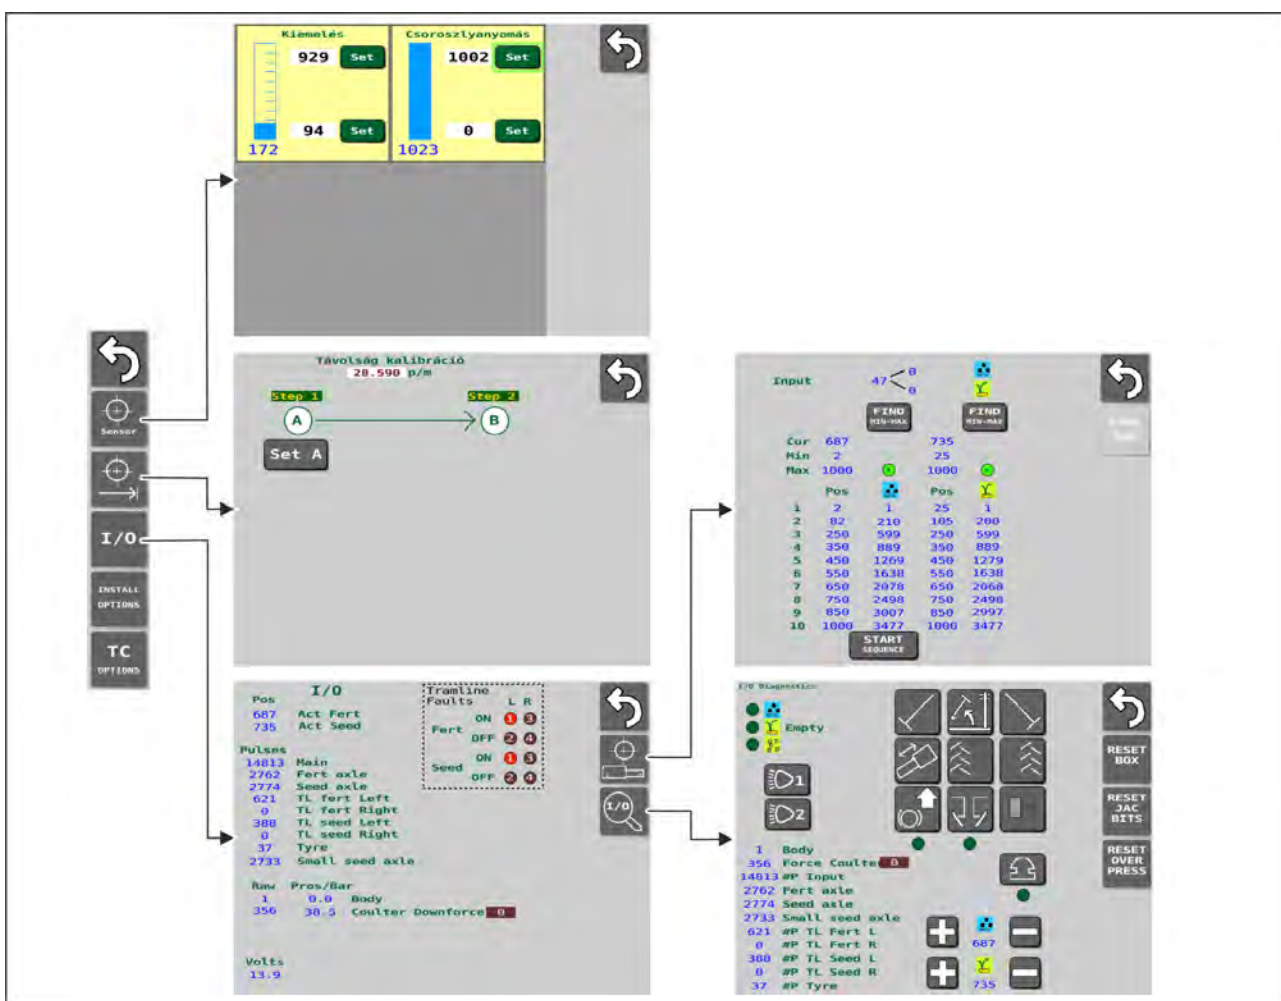 Kiemelés
929 Set
94 Set
172
Csoroszlyanyomás
1002 Set
0 Set
1023
Sensor
I/O
INSTALL
OPTIONS
TC
OPTIONS
Távolság kalibráció
28.590 p/m
Step 1 Step 2
A B
Set A
Input 47 0
0
FIND
MIN-MAX
FIND
MIN-MAX
Cur 687 735
Min 2 25
Max 1000 1000
Pos Pos
1 2 1 25 1
2 82 210 105 200
3 250 599 250 599
4 350 889 350 889
5 450 1269 450 1279
6 550 1638 550 1638
7 650 2078 650 2068
8 750 2498 750 2498
9 850 3007 850 2997
10 1000 3477 1000 3477
START
SEQUENCE
I/O
Pos
687 Act Fert
735 Act Seed
Pulses
14813 Main
2762 Fert axle
2774 Seed axle
621 TL fert Left
0 TL fert Right
388 TL seed Left
0 TL seed Right
37 Tyre
2733 Small seed axle
Raw Pros/Bar
1 0.0 Body
356 38.5 Coulter Downforce 0
Volts
13.9
Tramline
Faults L R
Fert ON 1 3
OFF 2 4
Seed ON 1 3
OFF 2 4
I/O
I/O Diagnostics
Empty
1
2
1 Body
356 Force Coulter 0
14813 #P Input
2762 Fert axle
2774 Seed axle
2733 Small seed axle
621 #P TL Fert L
0 #P TL Fert R
388 #P TL Seed L
0 #P TL Seed R
37 #P Tyre
687
735
RESET
BOX
RESET
JAC
BITS
RESET
OVER
PRESS